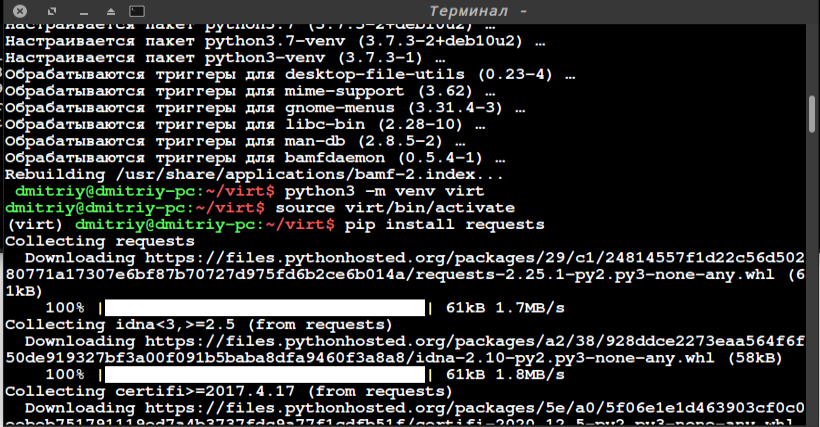 Терминал -
Настраивается пакет python3.7 (3.7.3-2+deb10u2) …
Настраивается пакет python3.7-venv (3.7.3-2+deb10u2) …
Настраивается пакет python3-venv (3.7.3-1) …
Обрабатываются триггеры для desktop-file-utils (0.23-4) …
Обрабатываются триггеры для mime-support (3.62) …
Обрабатываются триггеры для gnome-menus (3.31.4-3) …
Обрабатываются триггеры для libc-bin (2.28-10) …
Обрабатываются триггеры для man-db (2.8.5-2) …
Обрабатываются триггеры для bamfdaemon (0.5.4-1) …
Rebuilding /usr/share/applications/bamf-2.index...
dmitriy@dmitriy-pc:~/virt$ python3 -m venv virt
dmitriy@dmitriy-pc:~/virt$ source virt/bin/activate
(virt) dmitriy@dmitriy-pc:~/virt$ pip install requests
Collecting requests
Downloading https://files.pythonhosted.org/packages/29/c1/24814557f1d22c56d502
80771a17307e6bf87b70727d975fd6b2ce6b014a/requests-2.25.1-py2.py3-none-any.whl (6
1kB)
100% | | 61kB 1.7MB/s
Collecting idna<3,>=2.5 (from requests)
Downloading https://files.pythonhosted.org/packages/a2/38/928ddce2273eaa564f6f
50de919327bf3a00f091b5baba8dfa9460f3a8a8/idna-2.10-py2.py3-none-any.whl (58kB)
100% | | 61kB 1.8MB/s
Collecting certifi>=2017.4.17 (from requests)
Downloading https://files.pythonhosted.org/packages/5e/a0/5f06e1e1d463903cf0c0